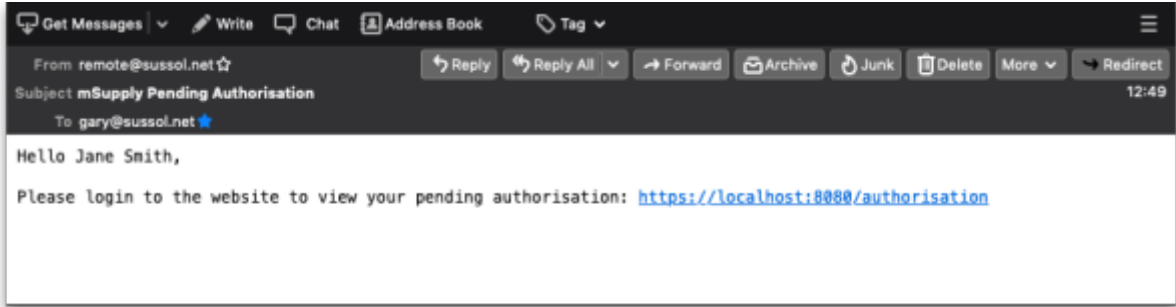 Get Messages Write Chat Address Book Tag
From remote@sussol.net Reply Reply All Forward Archive Junk Delete More Redirect
Subject mSupply Pending Authorisation 12:49
To gary@sussol.net
Hello Jane Smith,
Please login to the website to view your pending authorisation: https://localhost:8080/authorisation